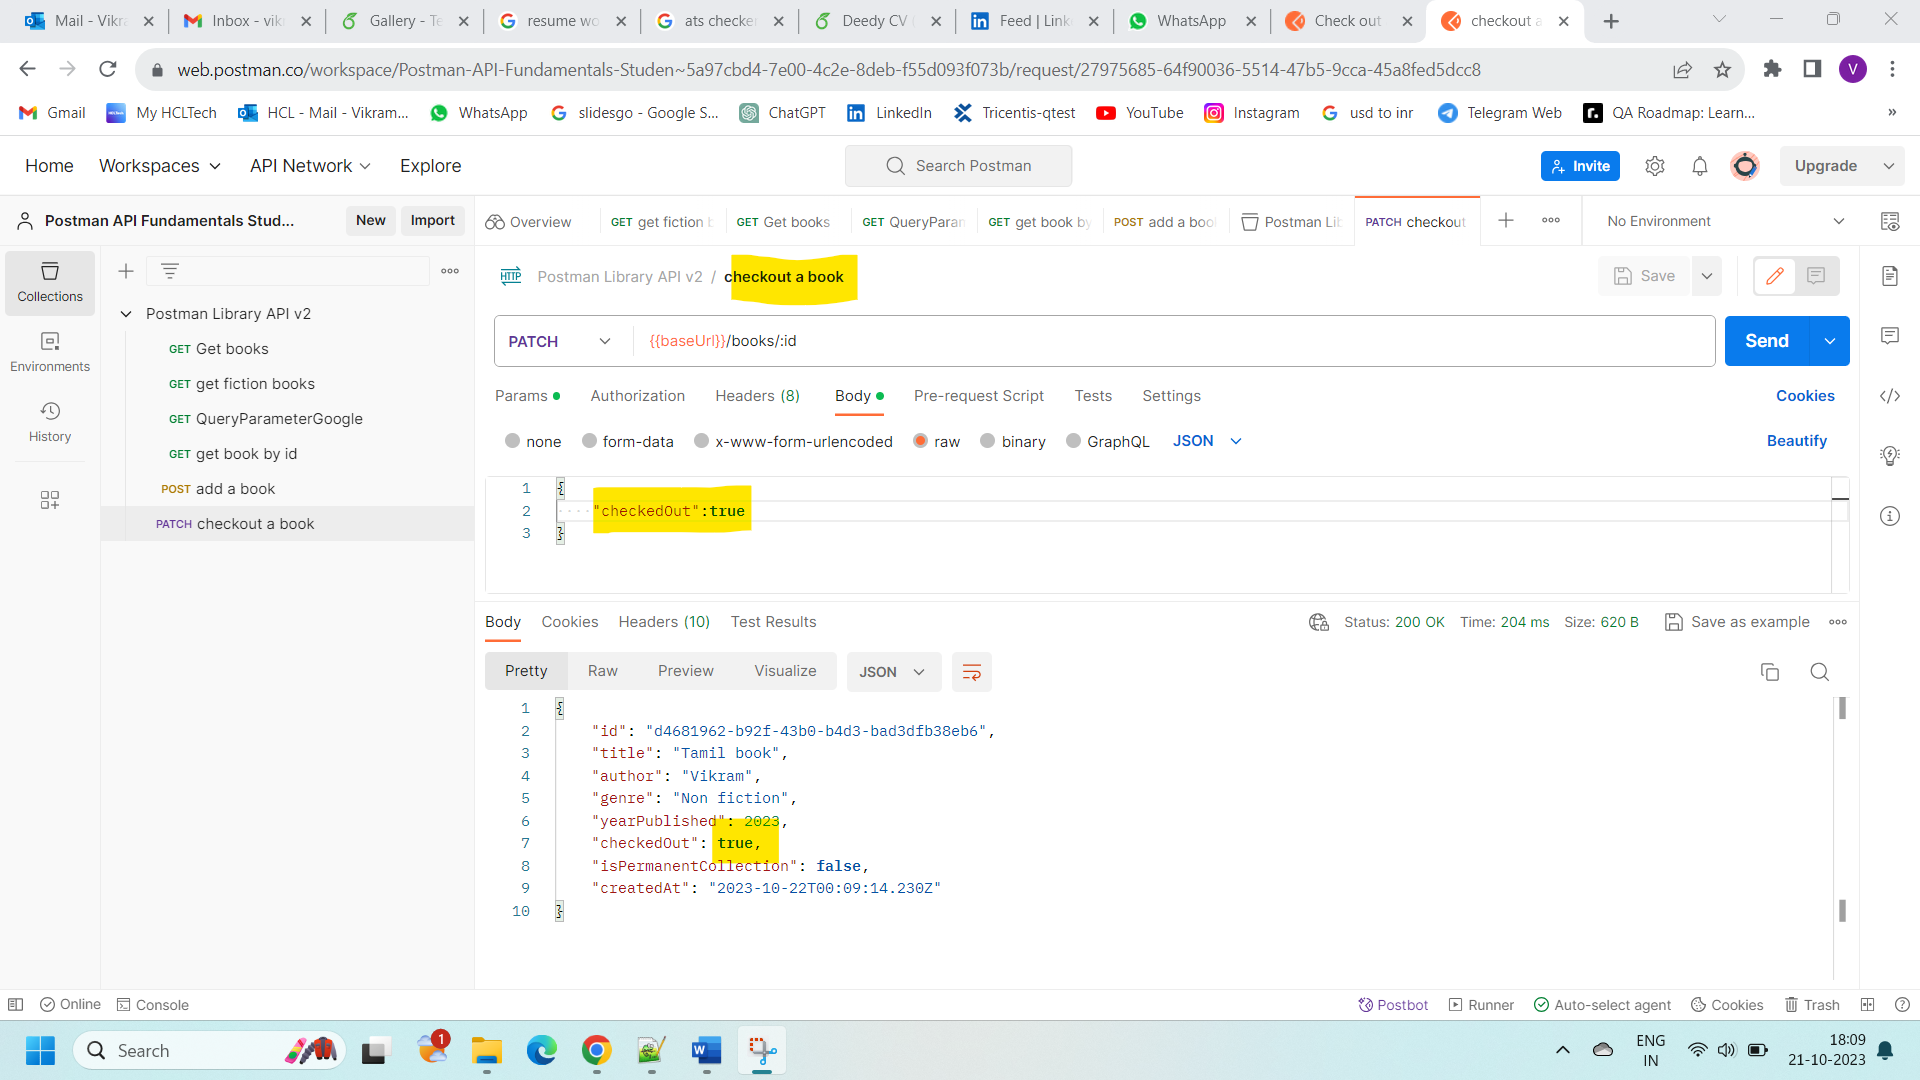 Mail - Vikra
Inbox - vik
Gallery - Te
resume wo
ats checke
Deedy CV (
Feed | Link
WhatsApp
Check out
checkout a
web.postman.co/workspace/Postman-API-Fundamentals-Studen~5a97cbd4-7e00-4c2e-8deb-f55d093f073b/request/27975685-64f90036-5514-47b5-9cca-45a8fed5dcc8
V
Gmail
My HCLTech
HCL - Mail - Vikram...
WhatsApp
slidesgo - Google S...
ChatGPT
LinkedIn
Tricentis-qtest
YouTube
Instagram
usd to inr
Telegram Web
QA Roadmap: Learn...
»
Home
Workspaces
API Network
Explore
Search Postman
Invite
Upgrade
Postman API Fundamentals Stud...
New
Import
Overview
GET get fiction b
GET Get books
GET QueryParam
GET get book by
POST add a boo
Postman Lib
PATCH checkout
No Environment
Collections
Environments
History
Postman Library API v2
GET Get books
GET get fiction books
GET QueryParameterGoogle
GET get book by id
POST add a book
PATCH checkout a book
HTTP Postman Library API v2 / checkout a book
Save
PATCH
{{baseUrl}}/books/:id
Send
Params
Authorization
Headers (8)
Body
Pre-request Script
Tests
Settings
Cookies
none
form-data
x-www-form-urlencoded
raw
binary
GraphQL
JSON
Beautify
1 {
2 "checkedOut":true
3 }
Body
Cookies
Headers (10)
Test Results
Status: 200 OK
Time: 204 ms
Size: 620 B
Save as example
Pretty
Raw
Preview
Visualize
JSON
1 {
2 "id": "d4681962-b92f-43b0-b4d3-bad3dfb38eb6",
3 "title": "Tamil book",
4 "author": "Vikram",
5 "genre": "Non fiction",
6 "yearPublished": 2023,
7 "checkedOut": true,
8 "isPermanentCollection": false,
9 "createdAt": "2023-10-22T00:09:14.230Z"
10 }
Online
Console
Postbot
Runner
Auto-select agent
Cookies
Trash
Search
1
ENG
IN
18:09
21-10-2023